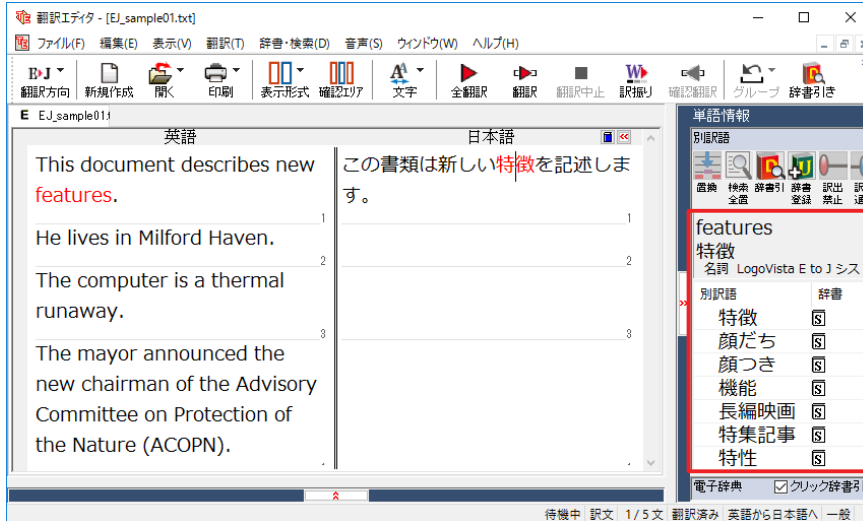 翻訳エディタ - [EJ_sample01.txt]
ファイル(F) 編集(E) 表示(V) 翻訳(T) 辞書・検索(D) 音声(S) ウィンドウ(W) ヘルプ(H)
E▸J
翻訳方向 新規作成 開く 印刷 表示形式 確認エリア 文字 全翻訳 翻訳 翻訳中止 訳振り 確認翻訳 グループ 辞書引き
E EJ_sample01.t
単語情報
英語 日本語
別訳語
置換 検索全置 辞書引 辞書登録 訳出禁止
This document describes new
features.
1
この書類は新しい特徴を記述しま
す。
1
He lives in Milford Haven.
2
2
The computer is a thermal
runaway.
3
3
The mayor announced the
new chairman of the Advisory
Committee on Protection of
the Nature (ACOPN).
features
特徴
名詞 LogoVista E to J シス
別訳語 辞書
特徴 S
顔だち S
顔つき S
機能 S
長編映画 S
特集記事 S
特性 S
電子辞典 クリック辞書引
待機中 訳文 1/5文 翻訳済み 英語から日本語へ 一般